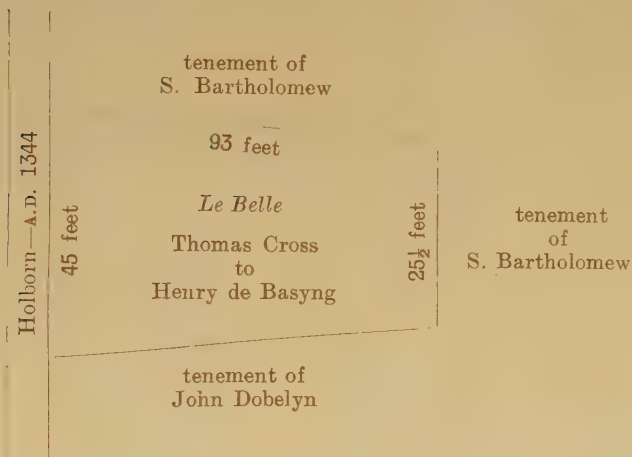 tenement of
S. Bartholomew
93 feet
Holborn—A.D. 1344
45 feet
Le Belle
Thomas Cross
to
Henry de Basyng
25½ feet
tenement
of
S. Bartholomew
tenement of
John Dobelyn